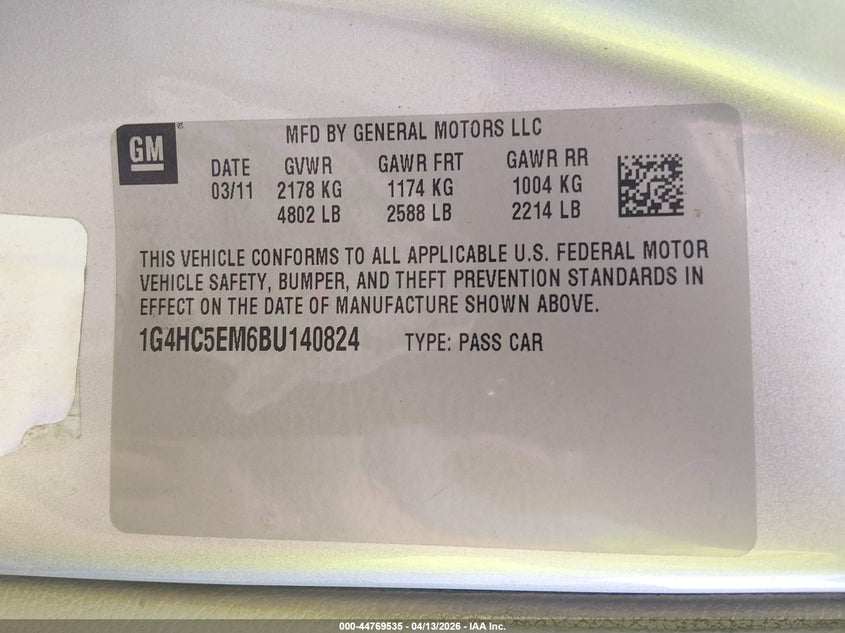 GM
MFD BY GENERAL MOTORS LLC
DATE GVWR GAWR FRT GAWR RR
03/11 2178 KG 1174 KG 1004 KG
4802 LB 2588 LB 2214 LB
THIS VEHICLE CONFORMS TO ALL APPLICABLE U.S. FEDERAL MOTOR
VEHICLE SAFETY, BUMPER, AND THEFT PREVENTION STANDARDS IN
EFFECT ON THE DATE OF MANUFACTURE SHOWN ABOVE.
1G4HC5EM6BU140824 TYPE: PASS CAR
000-44769535 - 04/13/2026 - IAA Inc.